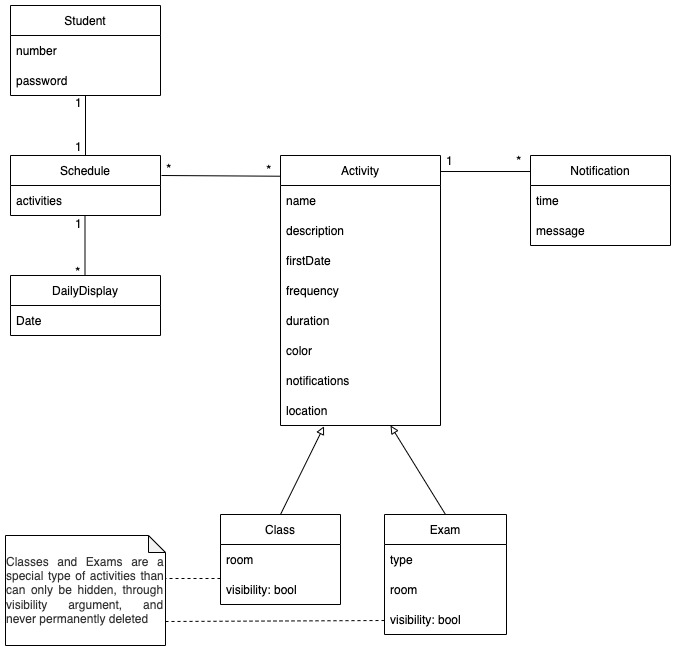 Student
number
password
1
1
Schedule
activities
*
*
1
*
DailyDisplay
Date
Activity
name
description
firstDate
frequency
duration
color
notifications
location
1
*
Notification
time
message
Class
room
visibility: bool
Exam
type
room
visibility: bool
Classes and Exams are a
special type of activities than
can only be hidden, through
visibility argument, and
never permanently deleted